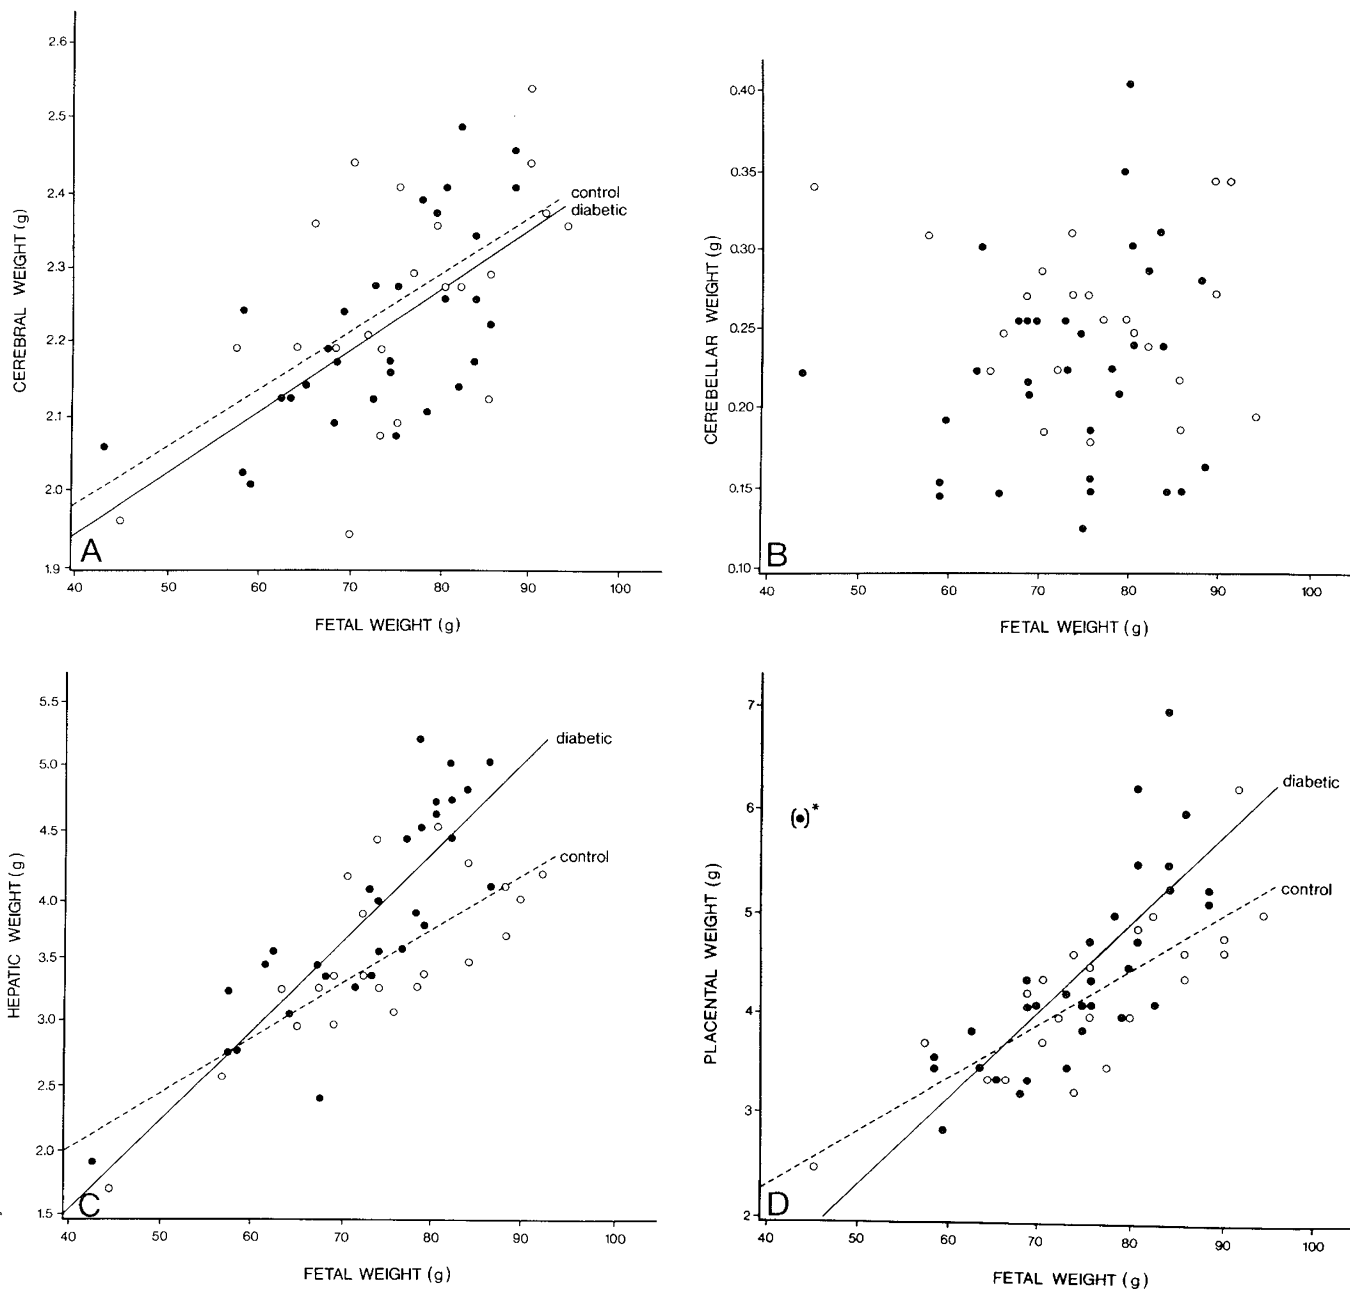 2.6
2.5
2.4
2.3
2.2
2.1
2.0
1.9
CEREBRAL WEIGHT (g)
control
diabetic
A
40 50 60 70 80 90 100
FETAL WEIGHT (g)
0.40
0.35
0.30
0.25
0.20
0.15
0.10
CEREBELLAR WEIGHT (g)
B
40 50 60 70 80 90 100
FETAL WEIGHT (g)
5.5
5.0
4.5
4.0
3.5
3.0
2.5
2.0
1.5
HEPATIC WEIGHT (g)
diabetic
control
C
40 50 60 70 80 90 100
FETAL WEIGHT (g)
7
6
5
4
3
2
PLACENTAL WEIGHT (g)
(•)*
diabetic
control
D
40 50 60 70 80 90 100
FETAL WEIGHT (g)